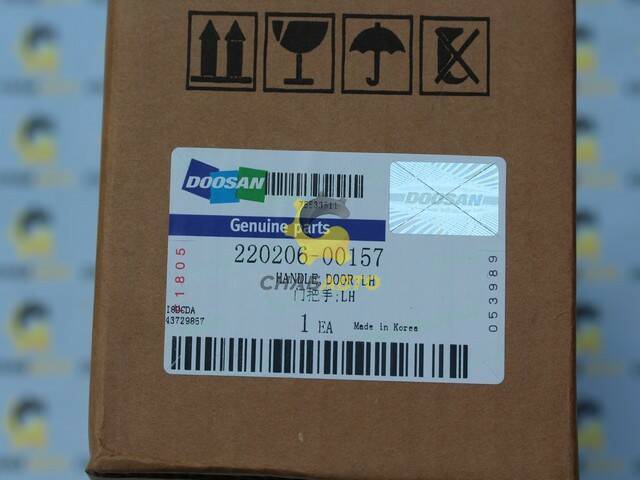 DOOSAN
DOOSAN
Genuine parts
220206-00157
HANDLE,DOOR;LH
门把手;LH
1 EA
Made in Korea
43729857
1805
053989